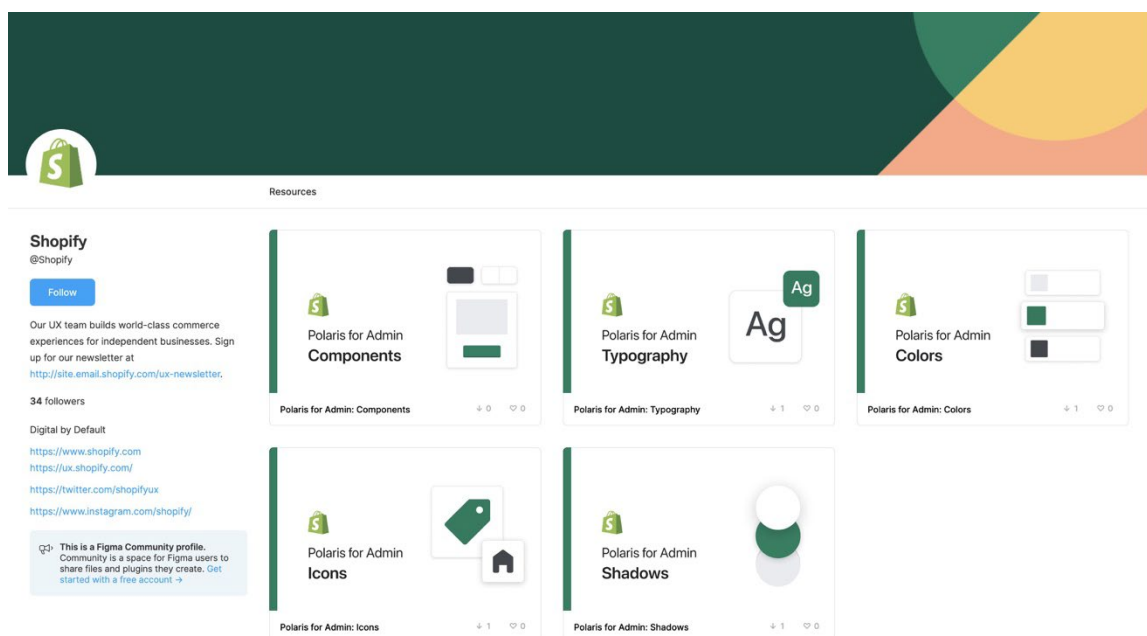 Resources
Shopify
@Shopify
Follow
Our UX team builds world-class commerce
experiences for independent businesses. Sign
up for our newsletter at
http://site.email.shopify.com/ux-newsletter.
34 followers
Digital by Default
https://www.shopify.com
https://ux.shopify.com/
https://twitter.com/shopifyux
https://www.instagram.com/shopify/
This is a Figma Community profile.
Community is a space for Figma users to
share files and plugins they create. Get
started with a free account →
Polaris for Admin
Components
Polaris for Admin: Components ↓ 0 ♡ 0
Ag
Ag
Polaris for Admin
Typography
Polaris for Admin: Typography ↓ 1 ♡ 0
Polaris for Admin
Colors
Polaris for Admin: Colors ↓ 1 ♡ 0
Polaris for Admin
Icons
Polaris for Admin: Icons ↓ 1 ♡ 0
Polaris for Admin
Shadows
Polaris for Admin: Shadows ↓ 1 ♡ 0